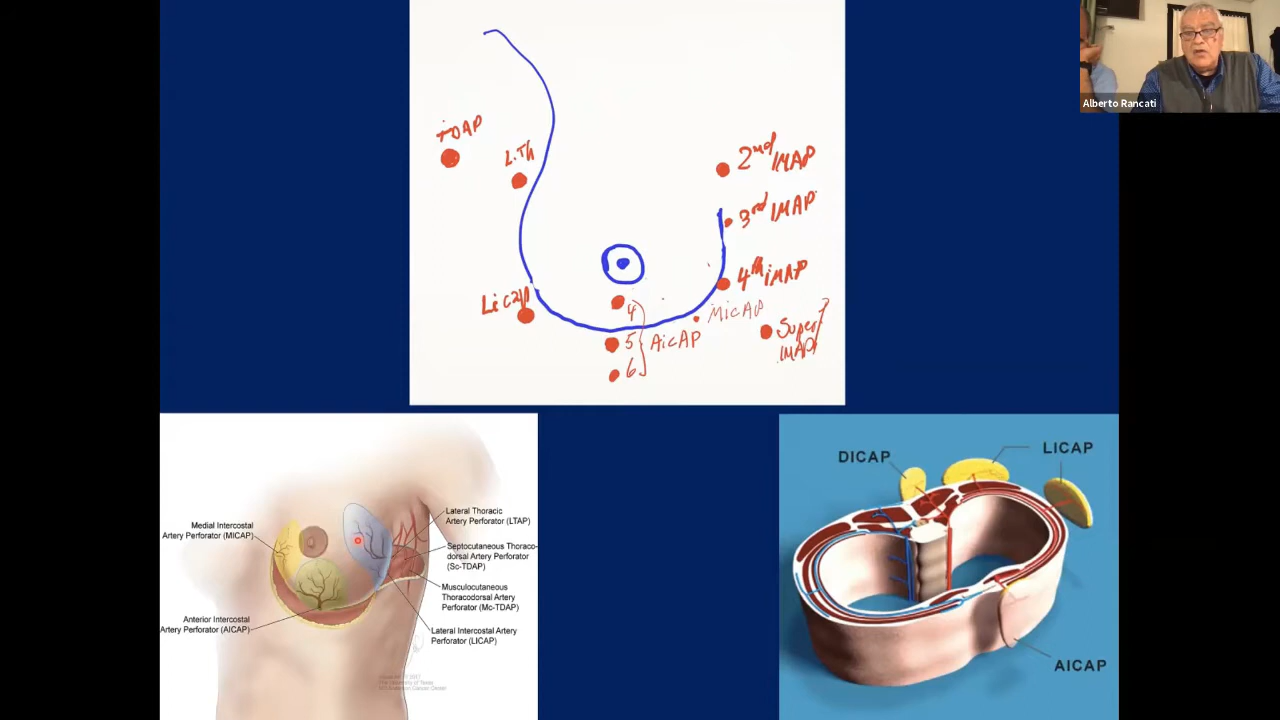 Alberto Rancati
TDAP
L.Th
2nd IMAP
3rd IMAP
4th iMAP
MicAP
Super?
IMAP
4
5
6
AicAP
DICAP
LICAP
AICAP
Medial Intercostal
Artery Perforator (MICAP)
Anterior Intercostal
Artery Perforator (AICAP)
Lateral Thoracic
Artery Perforator (LTAP)
Septocutaneous Thoraco-
dorsal Artery Perforator
(Sc-TDAP)
Musculocutaneous
Thoracodorsal Artery
Perforator (Mc-TDAP)
Lateral Intercostal Artery
Perforator (LICAP)